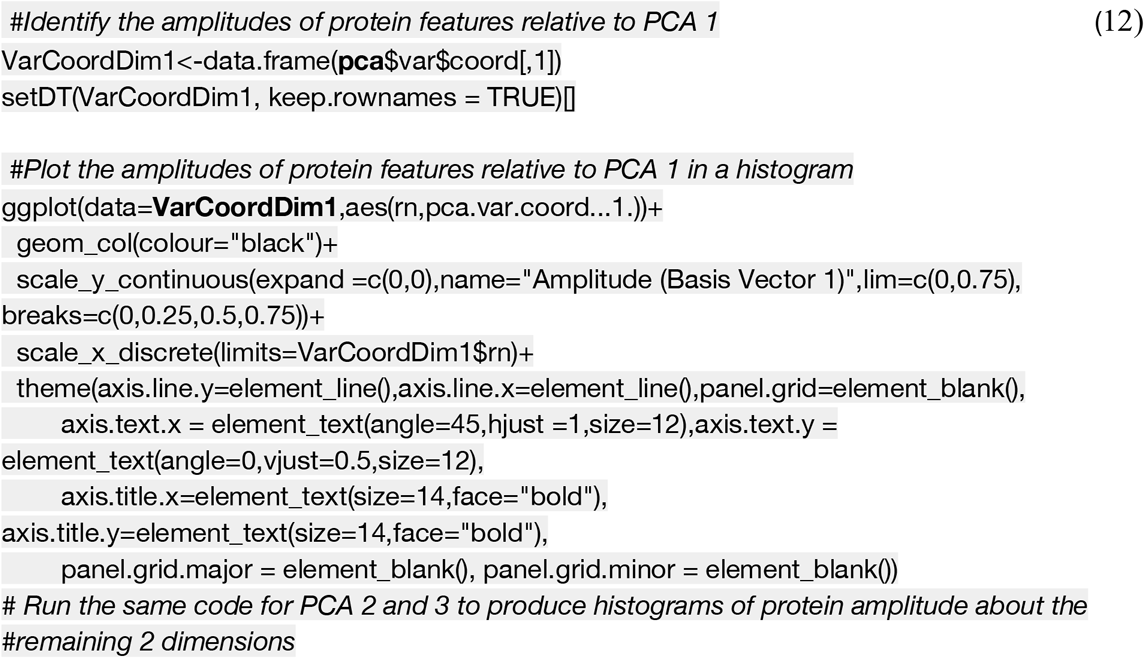 #Identify the amplitudes of protein features relative to PCA 1 (12)
VarCoordDim1<-data.frame(pca$var$coord[,1])
setDT(VarCoordDim1, keep.rownames = TRUE)[]
#Plot the amplitudes of protein features relative to PCA 1 in a histogram
ggplot(data=VarCoordDim1,aes(rn,pca.var.coord...1.))+
geom_col(colour="black")+
scale_y_continuous(expand =c(0,0),name="Amplitude (Basis Vector 1)",lim=c(0,0.75),
breaks=c(0,0.25,0.5,0.75))+
scale_x_discrete(limits=VarCoordDim1$rn)+
theme(axis.line.y=element_line(),axis.line.x=element_line(),panel.grid=element_blank(),
axis.text.x = element_text(angle=45,hjust =1,size=12),axis.text.y =
element_text(angle=0,vjust=0.5,size=12),
axis.title.x=element_text(size=14,face="bold"),
axis.title.y=element_text(size=14,face="bold"),
panel.grid.major = element_blank(), panel.grid.minor = element_blank())
# Run the same code for PCA 2 and 3 to produce histograms of protein amplitude about the
#remaining 2 dimensions